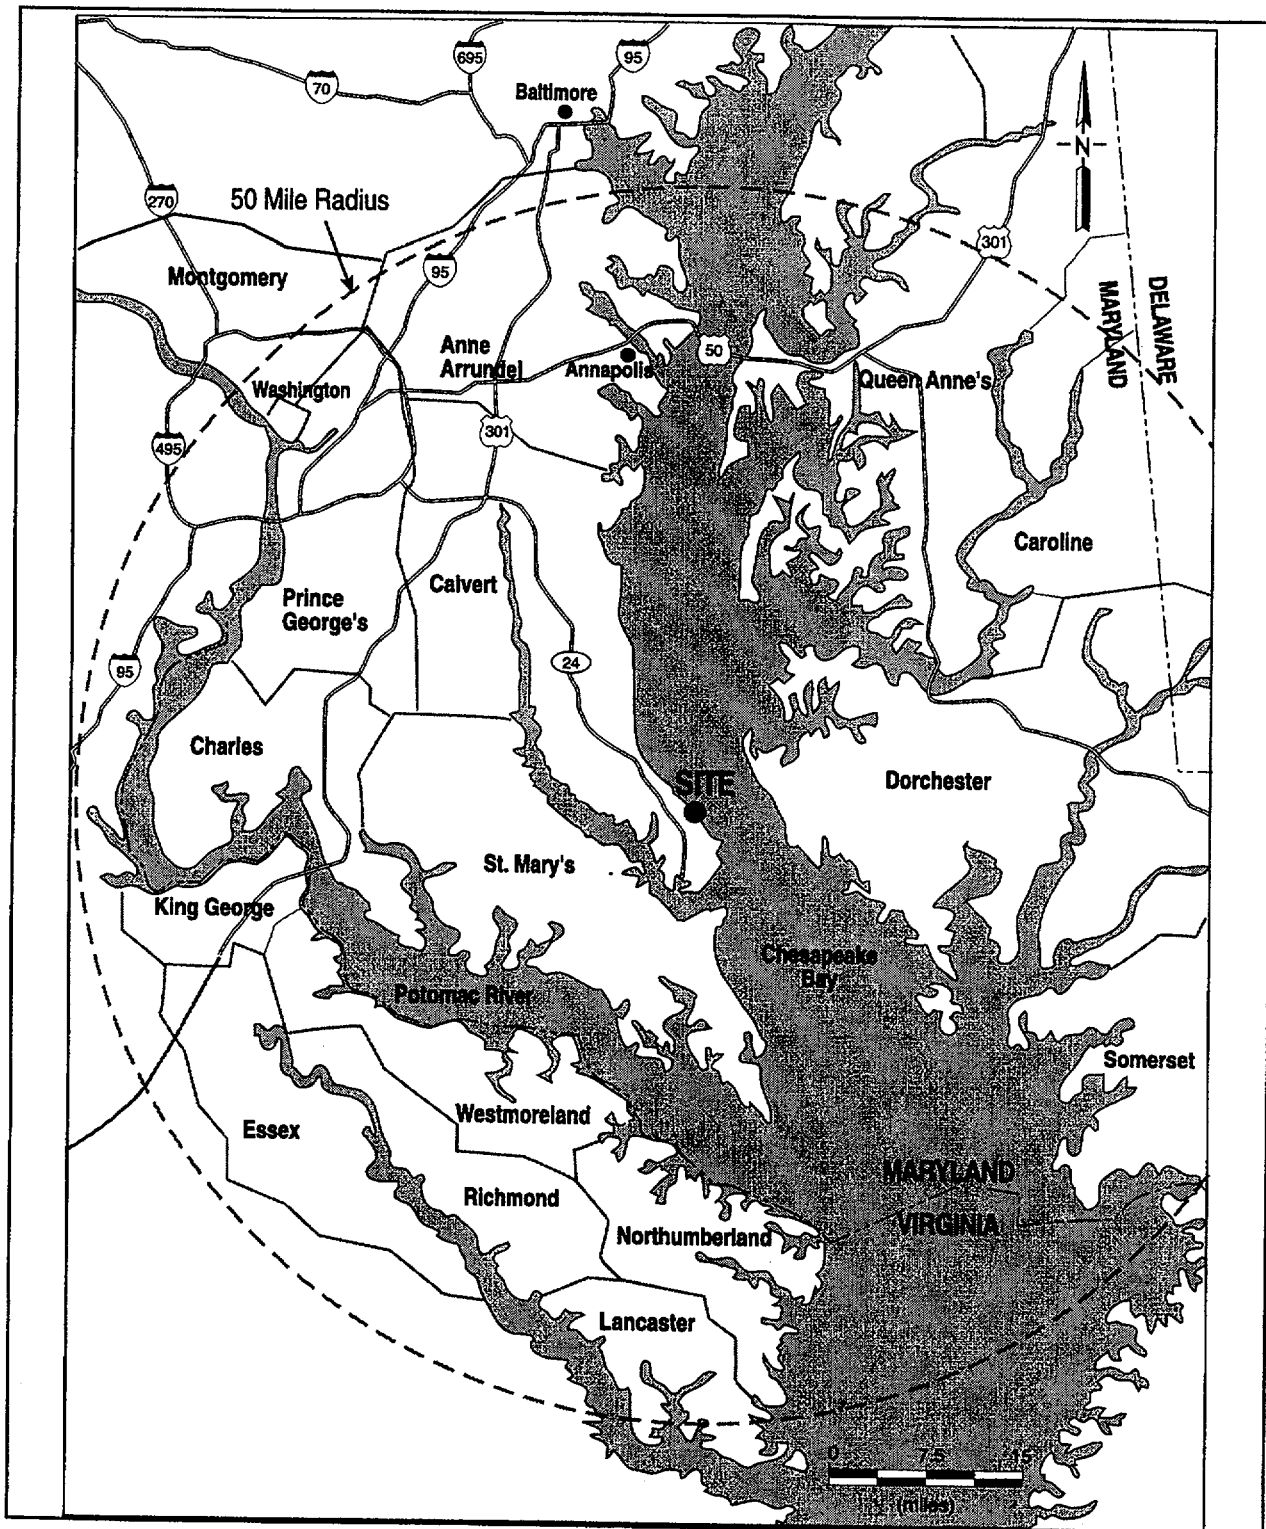 695
95
70
Baltimore
N
270
50 Mile Radius
301
95
Montgomery
DELAWARE
MARYLAND
Anne
Arrundel
50
Annapolis
Queen Anne's
Washington
301
495
Caroline
Calvert
Prince
George's
24
95
Charles
SITE
Dorchester
St. Mary's
King George
Chesapeake
Bay
Potomac River
Somerset
Westmoreland
Essex
MARYLAND
Richmond
VIRGINIA
Northumberland
Lancaster
0 7.5 15
(miles)